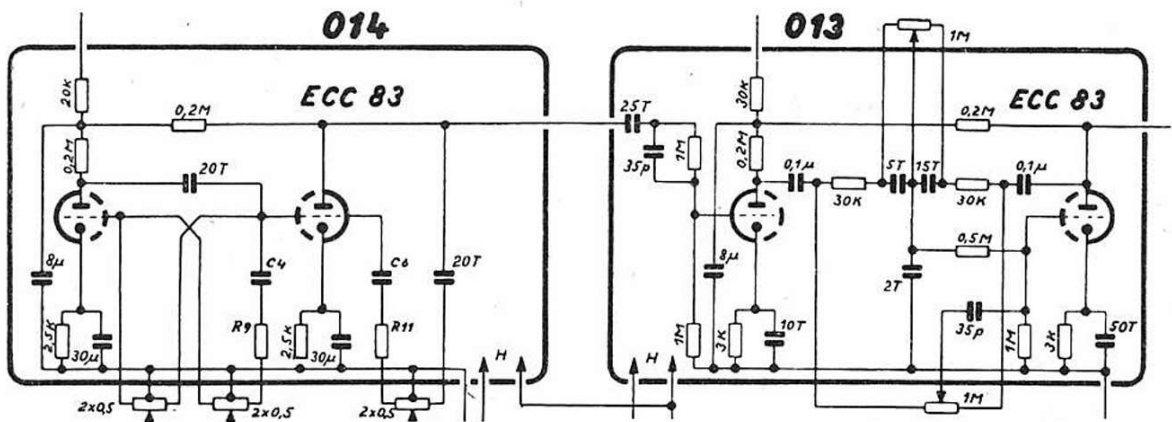 014
20K
ECC 83
0,2M
0,2M
20T
8µ
C4
C6
20T
2,5K
30µ
R9
2,5K
30µ
R11
H
2x0,5
2x0,5
2x0,5
013
1M
30K
ECC 83
25T
35p
1M
0,2M
0,2M
0,1µ
5T
15T
0,1µ
30K
30K
8µ
0,5M
2T
35p
1M
3K
10T
1M
3K
50T
H
1M